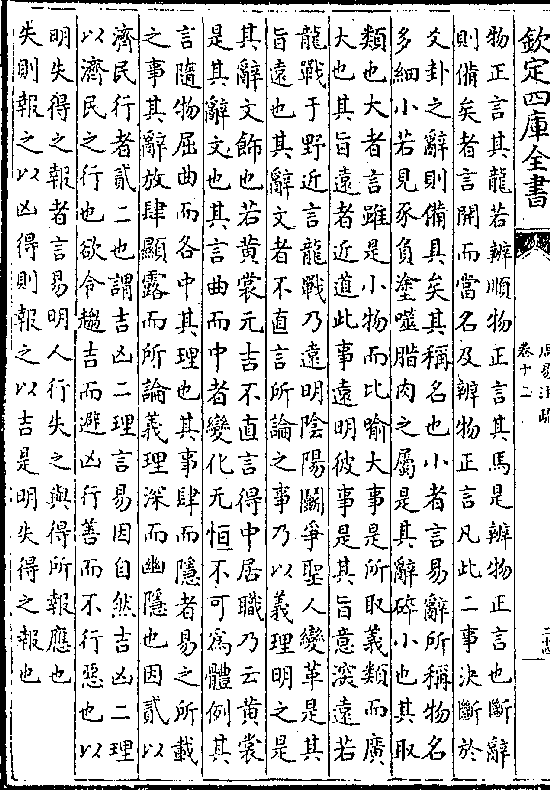 欽定四庫全書
周易注疏
卷十二
物正言其龍若辨順物正言其馬是辨物正言也斷辭
則備矣者言開而當名及辨物正言凡此二事決斷於
爻卦之辭則備具矣其稱名也小者言易辭所稱物名
多細小若見豕負塗噬腊肉之屬是其辭碎小也其取
類也大者言雖是小物而比喻大事是所取義類而廣
大也其旨遠者近道此事遠明彼事是其旨意深遠若
龍戰于野近言龍戰乃遠明陰陽鬭爭聖人變革是其
旨遠也其辭文者不直言所論之事乃以義理明之是
其辭文飾也若黄裳元吉不直言得中居職乃云黄裳
是其辭文也其言曲而中者變化无恒不可爲體例其
言隨物屈曲而各中其理也其事肆而隱者易之所載
之事其辭放肆顯露而所論義理深而幽隱也因貳以
濟民行者貳二也謂吉凶二理言易因自然吉凶二理
以濟民之行也欲令趨吉而避凶行善而不行惡也以
明失得之報者言易明人行失之與得所報應也
失則報之以凶得則報之以吉是明失得之報也